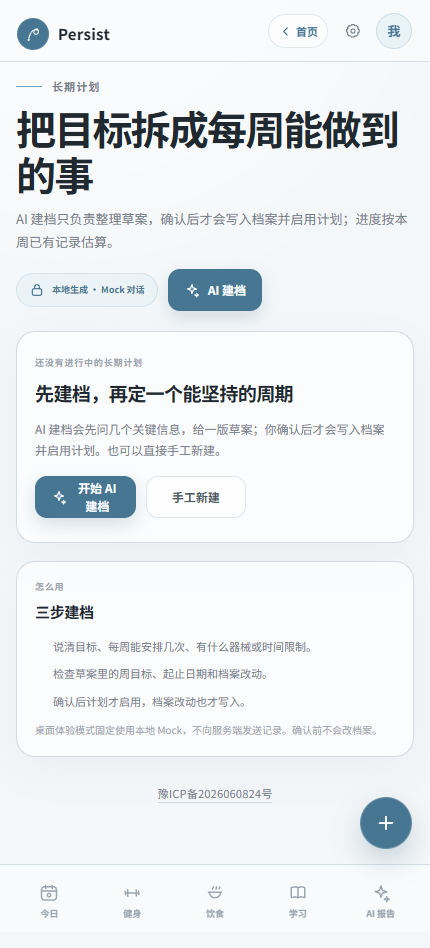 Persist
首页
我
长期计划
把目标拆成每周能做到
的事
AI 建档只负责整理草案，确认后才会写入档案并启用计划；进度按本
周已有记录估算。
本地生成 · Mock 对话
AI 建档
还没有进行中的长期计划
先建档，再定一个能坚持的周期
AI 建档会先问几个关键信息，给一版草案；你确认后才会写入档案
并启用计划。也可以直接手工新建。
开始 AI
建档
手工新建
怎么用
三步建档
说清目标、每周能安排几次、有什么器械或时间限制。
检查草案里的周目标、起止日期和档案改动。
确认后计划才启用，档案改动也才写入。
桌面体验模式固定使用本地 Mock，不向服务端发送记录。确认前不会改档案。
豫ICP备2026060824号
今日
健身
饮食
学习
AI 报告